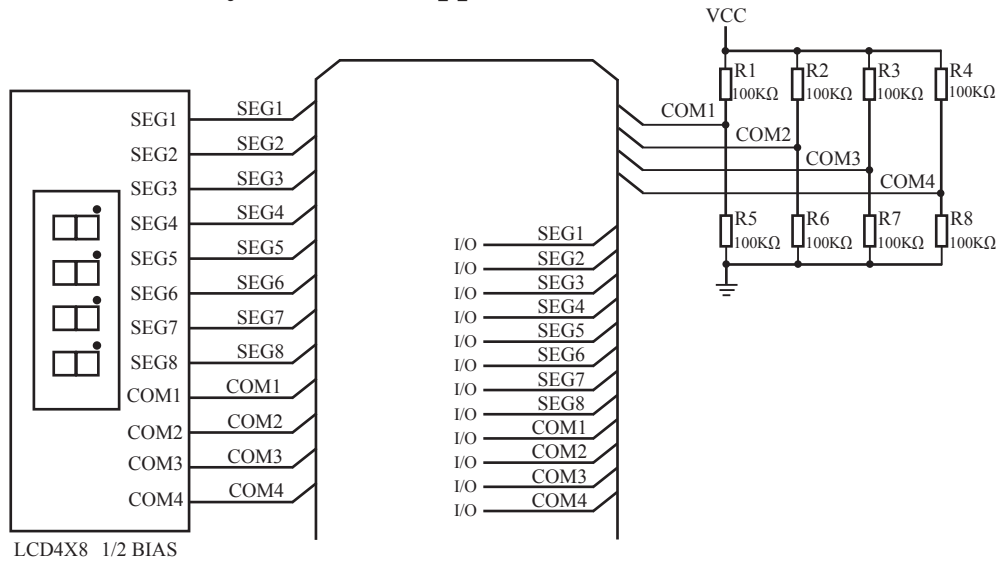 VCC
R1
100KΩ
R2
100KΩ
R3
100KΩ
R4
100KΩ
COM1
COM2
COM3
COM4
R5
100KΩ
R6
100KΩ
R7
100KΩ
R8
100KΩ
SEG1 SEG1
SEG2 SEG2
SEG3 SEG3
SEG4 SEG4
SEG5 SEG5
SEG6 SEG6
SEG7 SEG7
SEG8 SEG8
COM1 COM1
COM2 COM2
COM3 COM3
COM4 COM4
I/O SEG1
I/O SEG2
I/O SEG3
I/O SEG4
I/O SEG5
I/O SEG6
I/O SEG7
I/O SEG8
I/O COM1
I/O COM2
I/O COM3
I/O COM4
LCD4X8 1/2 BIAS